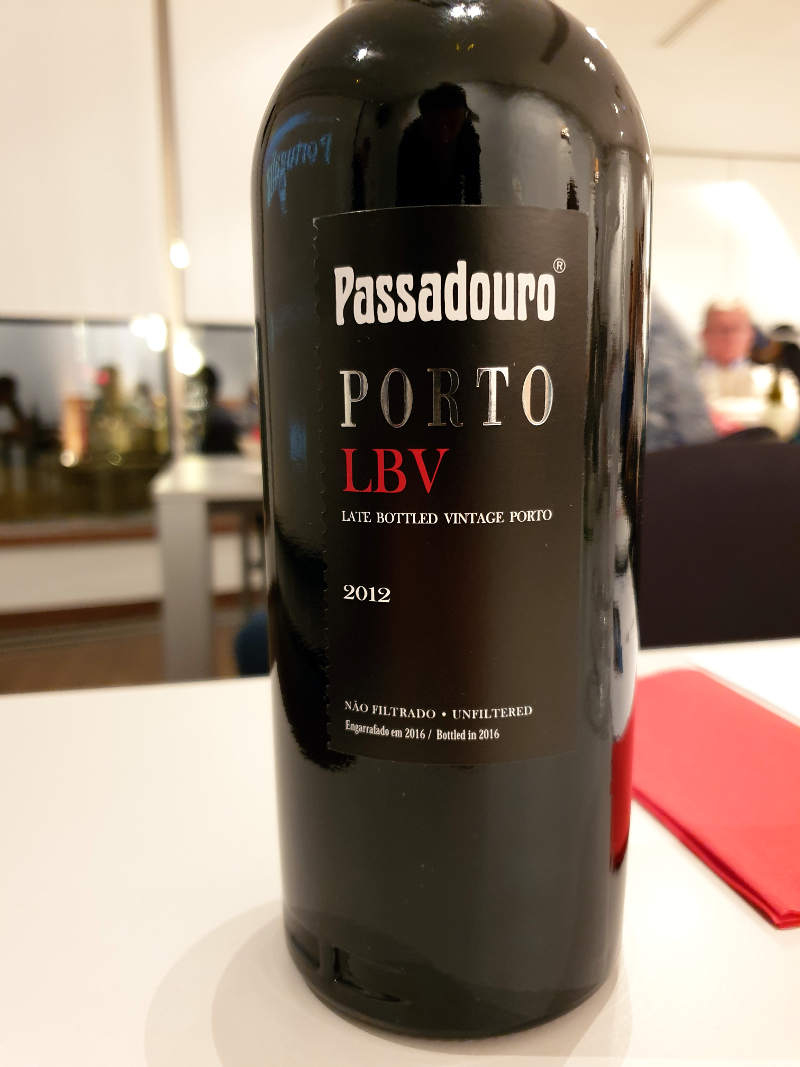 Passadouro®
PORTO
LBV
LATE BOTTLED VINTAGE PORTO
2012
NÃO FILTRADO • UNFILTERED
Engarrafado em 2016 / Bottled in 2016